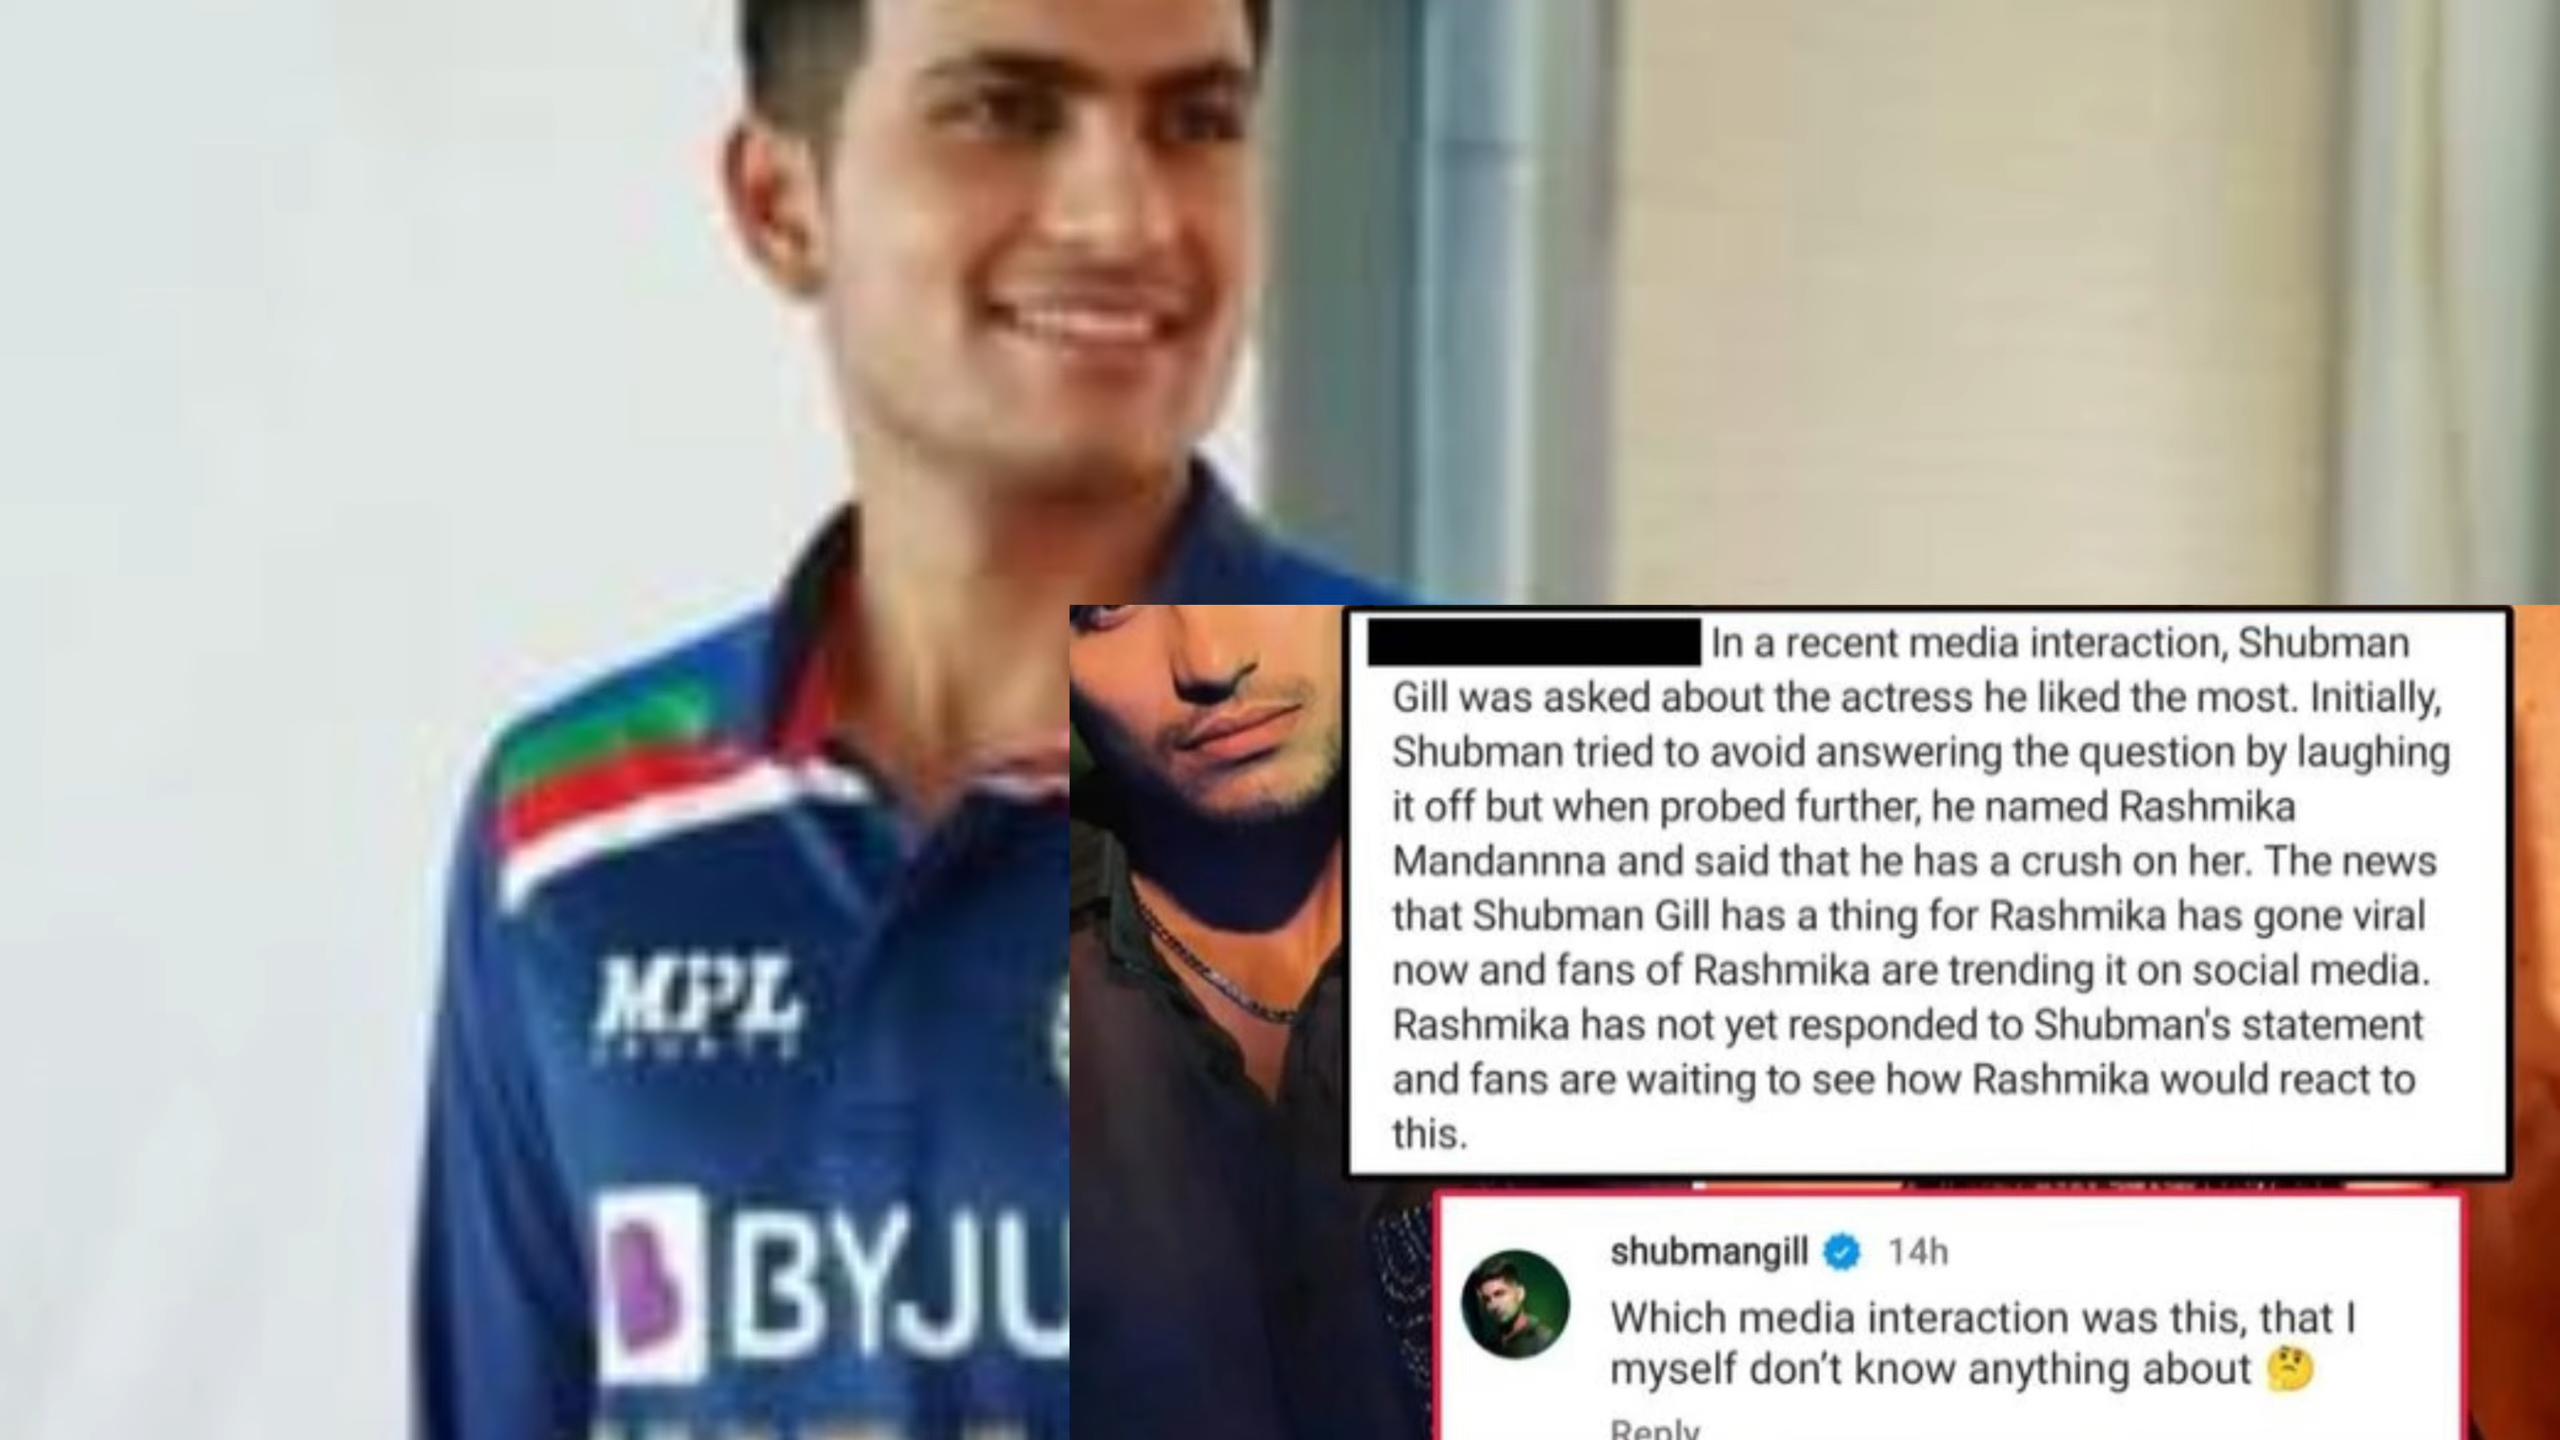 MPL
BYJU
In a recent media interaction, Shubman
Gill was asked about the actress he liked the most. Initially,
Shubman tried to avoid answering the question by laughing
it off but when probed further, he named Rashmika
Mandannna and said that he has a crush on her. The news
that Shubman Gill has a thing for Rashmika has gone viral
now and fans of Rashmika are trending it on social media.
Rashmika has not yet responded to Shubman's statement
and fans are waiting to see how Rashmika would react to
this.
shubmangill 14h
Which media interaction was this, that I
myself don’t know anything about 🤔
Reply